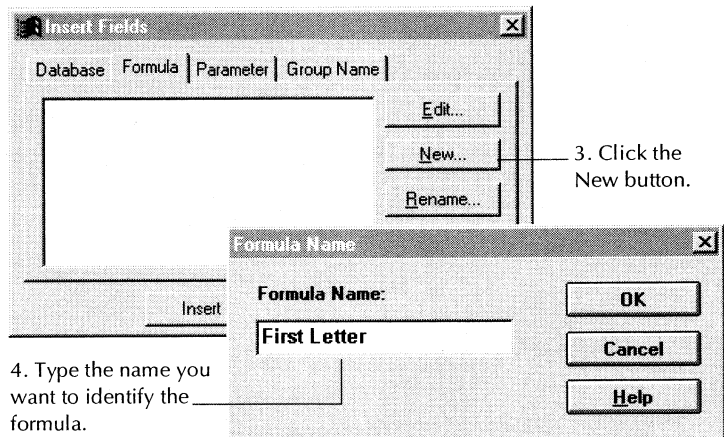 Insert Fields
Database Formula Parameter Group Name
Edit...
New...
3. Click the
New button.
Rename...
Insert
Formula Name
Formula Name:
First Letter
OK
Cancel
Help
4. Type the name you
want to identify the
formula.